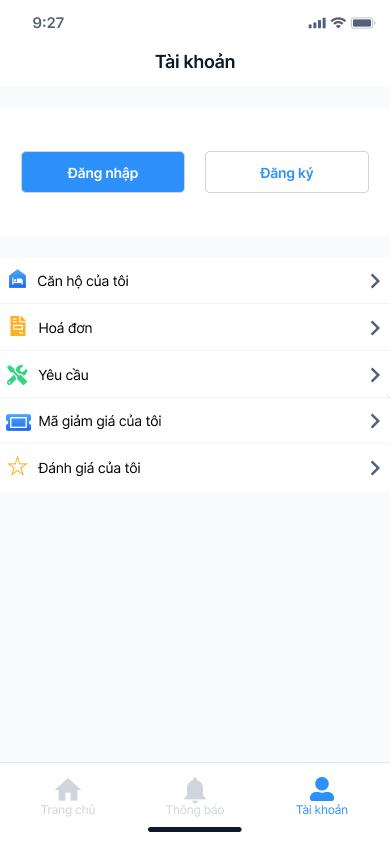 9:27
Tài khoản
Đăng nhập
Đăng ký
Căn hộ của tôi
Hoá đơn
Yêu cầu
Mã giảm giá của tôi
Đánh giá của tôi
Trang chủ
Thông báo
Tài khoản